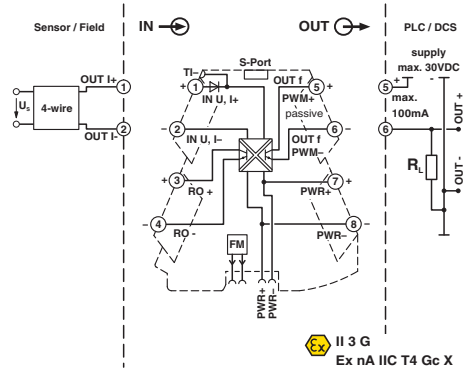 Sensor / Field
IN
OUT
PLC / DCS
S-Port
supply
max. 30VDC
TI–
OUT f
OUT I+
1
1
+
IN U, I+
PWM+
5
+
5
+
-
max.
100mA
OUT +
Us
4-wire
passive
OUT I-
2
–
2
IN U, I–
OUT f
PWM–
6
–
6
RL
OUT -
+
3
RO +
7
+
PWR+
–
4
RO -
8
–
PWR–
FM
PWR+
PWR–
Ex
II 3 G
Ex nA IIC T4 Gc X